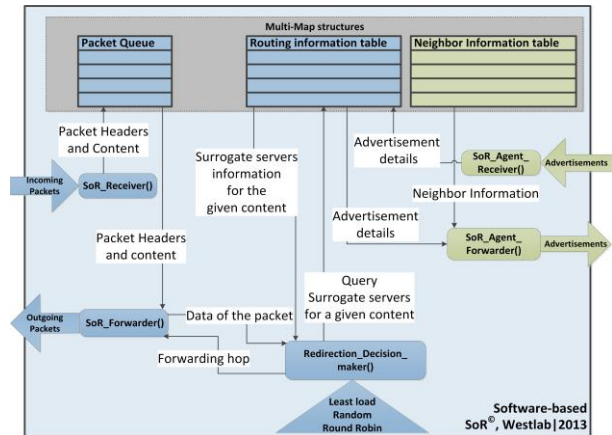 Multi-Map structures
Packet Queue
Routing information table
Neighbor Information table
Packet Headers
and Content
Surrogate servers
information
for the
given content
Advertisement
details
SoR_Agent_
Receiver()
Advertisements
Incoming
Packets
SoR_Receiver()
Neighbor Information
Advertisement
details
SoR_Agent_
Forwarder()
Advertisements
Packet Headers
and content
Query
Surrogate servers
for a given content
Outgoing
Packets
SoR_Forwarder()
Data of the packet
Forwarding hop
Redirection_Decision_
maker()
Least load
Random
Round Robin
Software-based
SoR©, Westlab|2013